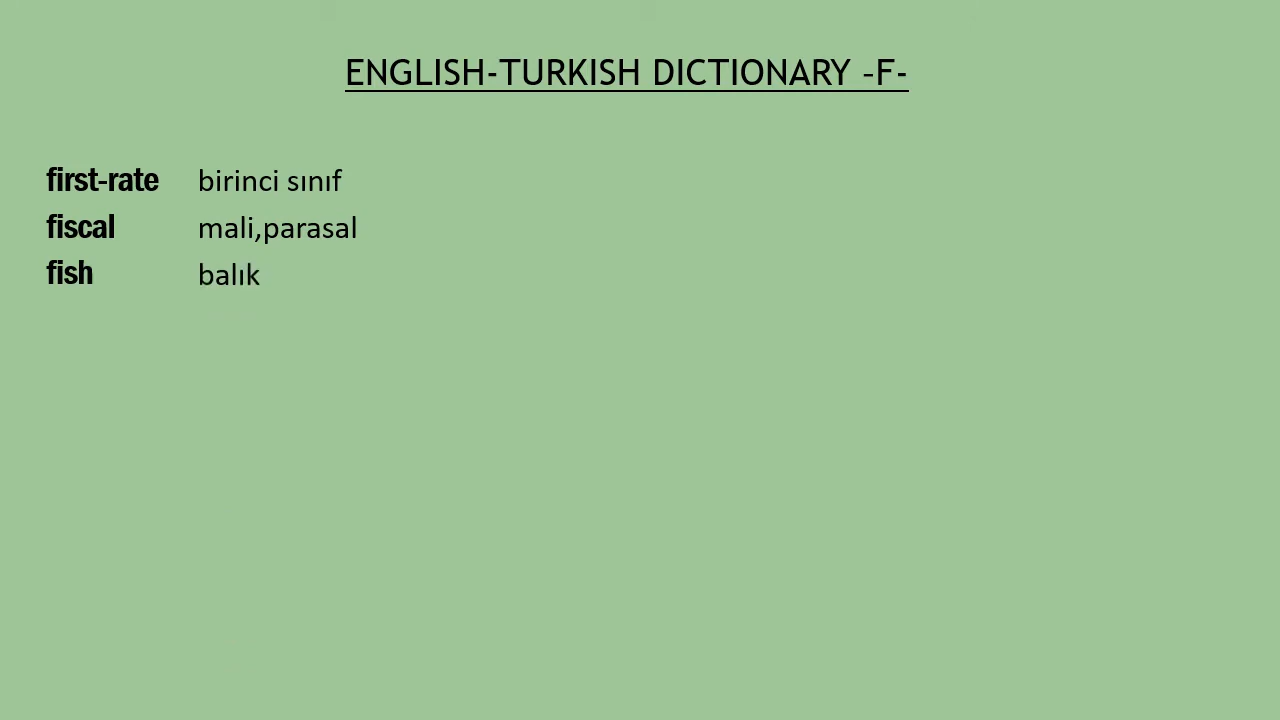 ENGLISH-TURKISH DICTIONARY -F-
first-rate birinci sınıf
fiscal mali,parasal
fish balık